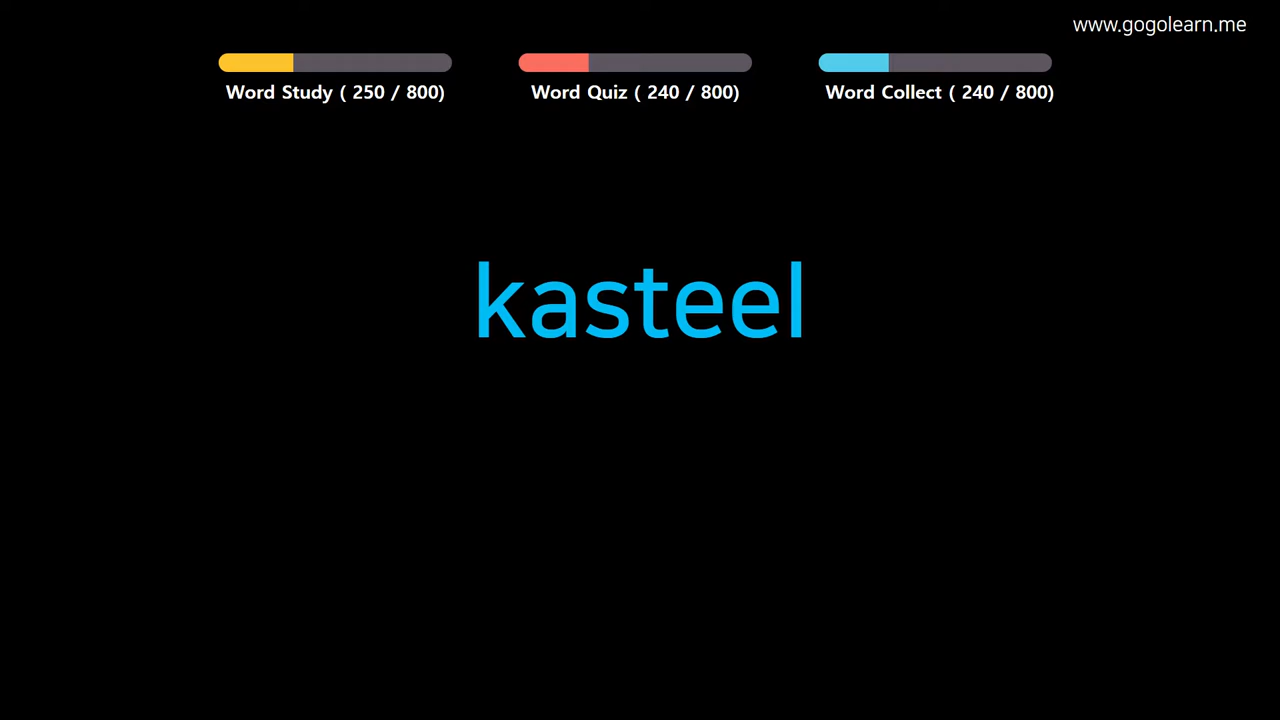 www.gogolearn.me
Word Study ( 250 / 800)
Word Quiz ( 240 / 800)
Word Collect ( 240 / 800)
kasteel